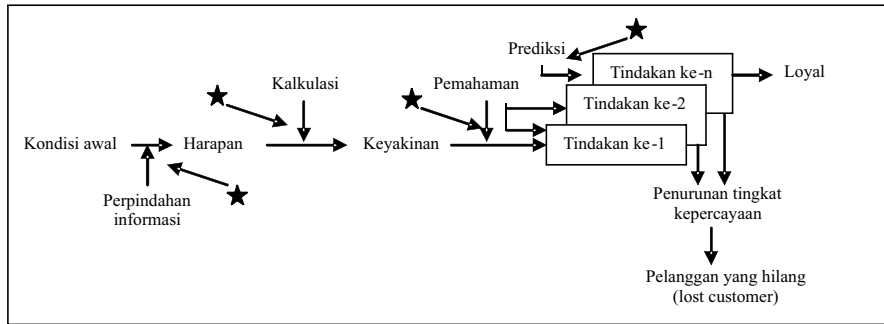 Prediksi
Tindakan ke-n
Loyal
Kalkulasi
Pemahaman
Tindakan ke-2
Kondisi awal
Harapan
Keyakinan
Tindakan ke-1
Perpindahan
informasi
Penurunan tingkat
kepercayaan
Pelanggan yang hilang
(lost customer)